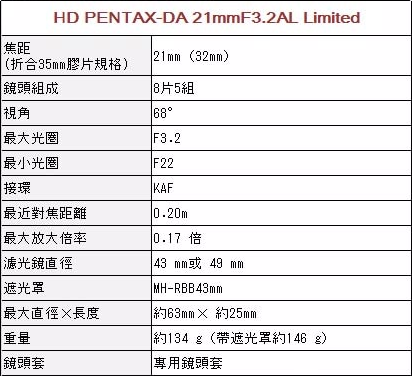 HD PENTAX-DA 21mmF3.2AL Limited
焦距
(折合35mm膠片規格)
21mm (32mm)
鏡頭組成
8片5組
視角
68°
最大光圈
F3.2
最小光圈
F22
接環
KAF
最近對焦距離
0.20m
最大放大倍率
0.17 倍
濾光鏡直徑
43 mm或 49 mm
遮光罩
MH-RBB43mm
最大直徑×長度
約63mm× 約25mm
重量
約134 g (帶遮光罩約146 g)
鏡頭套
專用鏡頭套